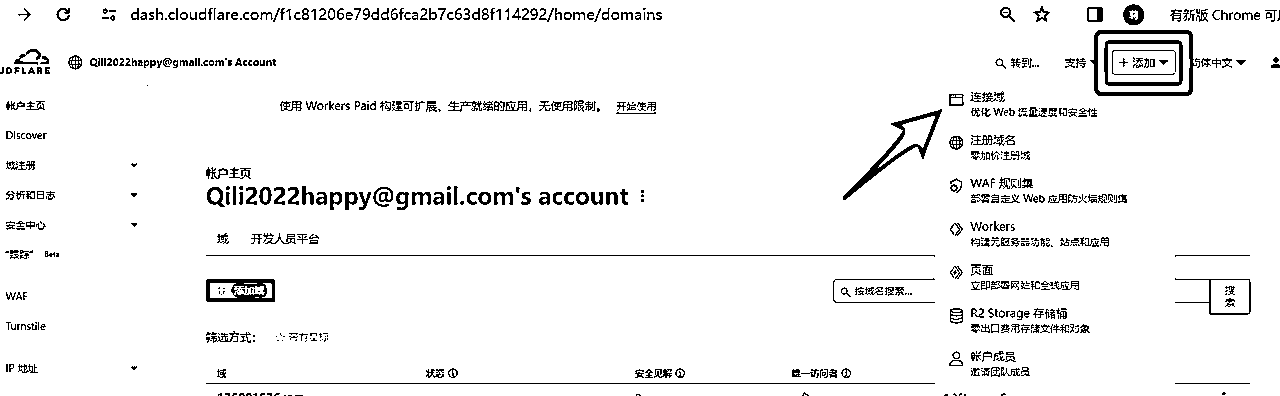 dash.cloudflare.com/f1c81206e79dd6fca2b7c63d8f114292/home/domains
有新版 Chrome 可
DFLARE
Qili2022happy@gmail.com's Account
转到...
支持
+ 添加
简体中文
帐户主页
Discover
域注册
分析和日志
安全中心
Beta
WAF
Turnstile
IP 地址
使用 Workers Paid 构建可扩展、生产就绪的应用，无使用限制。 开始使用
帐户主页
Qili2022happy@gmail.com's account
域 开发人员平台
添加域
按域名搜索...
搜索
筛选方式：
域 状态 安全见解 唯一访问者
连接域
优化 Web 流量速度和安全性
注册域名
零加价注册域
WAF 规则集
部署自定义 Web 应用防火墙规则集
Workers
构建无服务器功能、站点和应用
页面
立即部署网站和全栈应用
R2 Storage 存储桶
零出口费用存储文件和对象
帐户成员
邀请团队成员